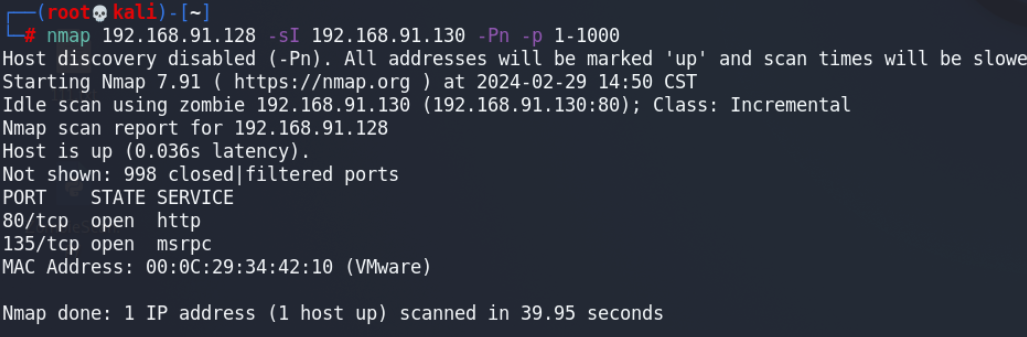 ┌──(root💀kali)-[~]
└─# nmap 192.168.91.128 -sI 192.168.91.130 -Pn -p 1-1000
Host discovery disabled (-Pn). All addresses will be marked 'up' and scan times will be slowe
Starting Nmap 7.91 ( https://nmap.org ) at 2024-02-29 14:50 CST
Idle scan using zombie 192.168.91.130 (192.168.91.130:80); Class: Incremental
Nmap scan report for 192.168.91.128
Host is up (0.036s latency).
Not shown: 998 closed|filtered ports
PORT    STATE SERVICE
80/tcp  open  http
135/tcp open  msrpc
MAC Address: 00:0C:29:34:42:10 (VMware)
Nmap done: 1 IP address (1 host up) scanned in 39.95 seconds